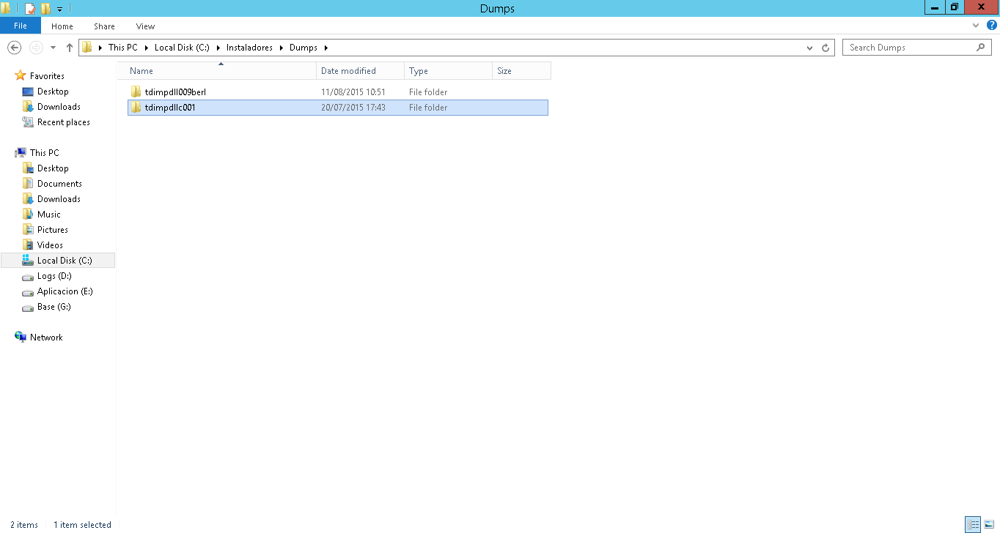 Dumps
File Home Share View
This PC Local Disk (C:) Instaladores Dumps
Search Dumps
Name Date modified Type Size
tdimpdll009berl 11/08/2015 10:51 File folder
tdimpdllc001 20/07/2015 17:43 File folder
Favorites
Desktop
Downloads
Recent places
This PC
Desktop
Documents
Downloads
Music
Pictures
Videos
Local Disk (C:)
Logs (D:)
Aplicacion (E:)
Base (G:)
Network
2 items 1 item selected